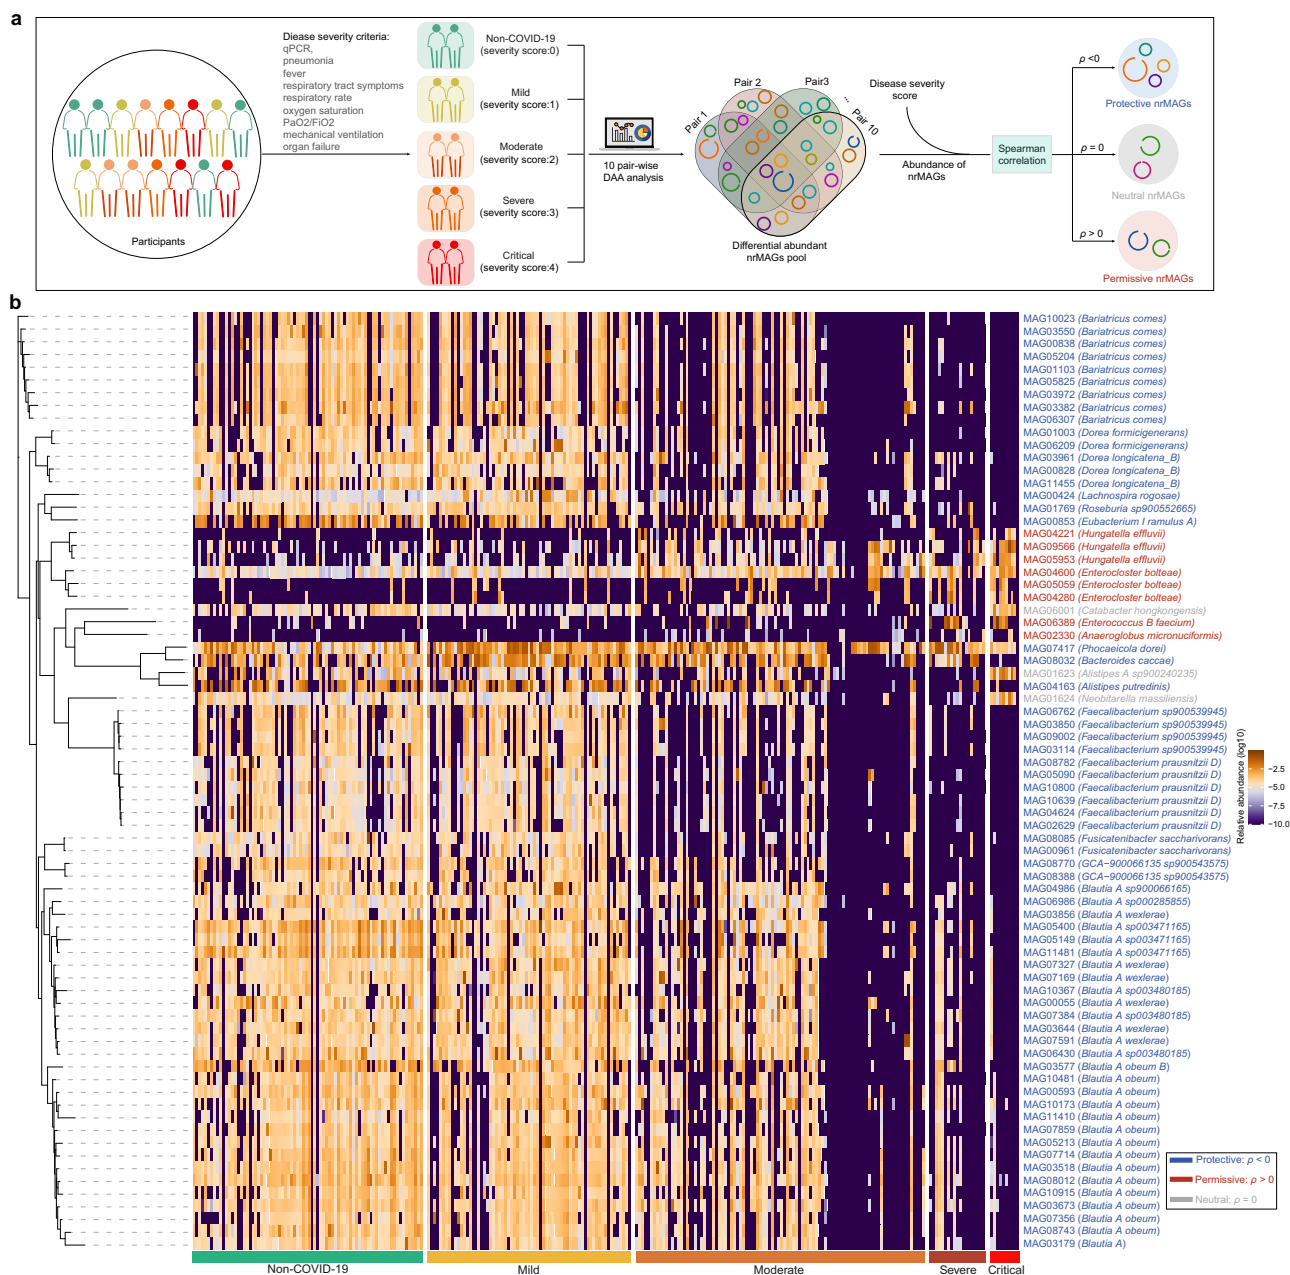 a
Disease severity criteria:
qPCR,
pneumonia
fever
respiratory tract symptoms
respiratory rate
oxygen saturation
PaO2/FiO2
mechanical ventilation
organ failure
Participants
Non-COVID-19
(severity score:0)
Mild
(severity score:1)
Moderate
(severity score:2)
Severe
(severity score:3)
Critical
(severity score:4)
10 pair-wise
DAA analysis
Pair 1
Pair 2
Pair3
...
Pair 10
Differential abundant
nrMAGs pool
Disease severity
score
Abundance of
nrMAGs
Spearman
correlation
ρ <0
Protective nrMAGs
ρ = 0
Neutral nrMAGs
ρ > 0
Permissive nrMAGs
b
MAG10023 (Bariatricus comes)
MAG03550 (Bariatricus comes)
MAG00838 (Bariatricus comes)
MAG05204 (Bariatricus comes)
MAG01103 (Bariatricus comes)
MAG05825 (Bariatricus comes)
MAG03972 (Bariatricus comes)
MAG03382 (Bariatricus comes)
MAG06307 (Bariatricus comes)
MAG01003 (Dorea formicigenerans)
MAG06209 (Dorea formicigenerans)
MAG03961 (Dorea longicatena_B)
MAG00828 (Dorea longicatena_B)
MAG11455 (Dorea longicatena_B)
MAG00424 (Lachnospira rogosae)
MAG01769 (Roseburia sp900552665)
MAG00853 (Eubacterium I ramulus A)
MAG04221 (Hungatella effluvii)
MAG09566 (Hungatella effluvii)
MAG05953 (Hungatella effluvii)
MAG04600 (Enterocloster bolteae)
MAG05059 (Enterocloster bolteae)
MAG04280 (Enterocloster bolteae)
MAG06001 (Catabacter hongkongensis)
MAG06389 (Enterococcus B faecium)
MAG02330 (Anaeroglobus micronuciformis)
MAG07417 (Phocaeicola dorei)
MAG08032 (Bacteroides caccae)
MAG01623 (Alistipes A sp900240235)
MAG04163 (Alistipes putredinis)
MAG01624 (Neobitarella massiliensis)
MAG06762 (Faecalibacterium sp900539945)
MAG03850 (Faecalibacterium sp900539945)
MAG09002 (Faecalibacterium sp900539945)
MAG03114 (Faecalibacterium sp900539945)
MAG08782 (Faecalibacterium prausnitzii D)
MAG05090 (Faecalibacterium prausnitzii D)
MAG10800 (Faecalibacterium prausnitzii D)
MAG10639 (Faecalibacterium prausnitzii D)
MAG04624 (Faecalibacterium prausnitzii D)
MAG02629 (Faecalibacterium prausnitzii D)
MAG08085 (Fusicatenibacter saccharivorans)
MAG00961 (Fusicatenibacter saccharivorans)
MAG08770 (GCA−900066135 sp900543575)
MAG08388 (GCA−900066135 sp900543575)
MAG04986 (Blautia A sp900066165)
MAG06986 (Blautia A sp000285855)
MAG03856 (Blautia A wexlerae)
MAG05400 (Blautia A sp003471165)
MAG05149 (Blautia A sp003471165)
MAG11481 (Blautia A sp003471165)
MAG07327 (Blautia A wexlerae)
MAG07169 (Blautia A wexlerae)
MAG10367 (Blautia A sp003480185)
MAG00055 (Blautia A wexlerae)
MAG07384 (Blautia A sp003480185)
MAG03644 (Blautia A wexlerae)
MAG07591 (Blautia A wexlerae)
MAG06430 (Blautia A sp003480185)
MAG03577 (Blautia A obeum B)
MAG10481 (Blautia A obeum)
MAG00593 (Blautia A obeum)
MAG10173 (Blautia A obeum)
MAG11410 (Blautia A obeum)
MAG07859 (Blautia A obeum)
MAG05213 (Blautia A obeum)
MAG07714 (Blautia A obeum)
MAG03518 (Blautia A obeum)
MAG08012 (Blautia A obeum)
MAG10915 (Blautia A obeum)
MAG03673 (Blautia A obeum)
MAG07356 (Blautia A obeum)
MAG08743 (Blautia A obeum)
MAG03179 (Blautia A)
Relative abundance (log10)
−2.5
−5.0
−7.5
−10.0
Protective: ρ < 0
Permissive: ρ > 0
Neutral: ρ = 0
Non-COVID-19
Mild
Moderate
Severe
Critical